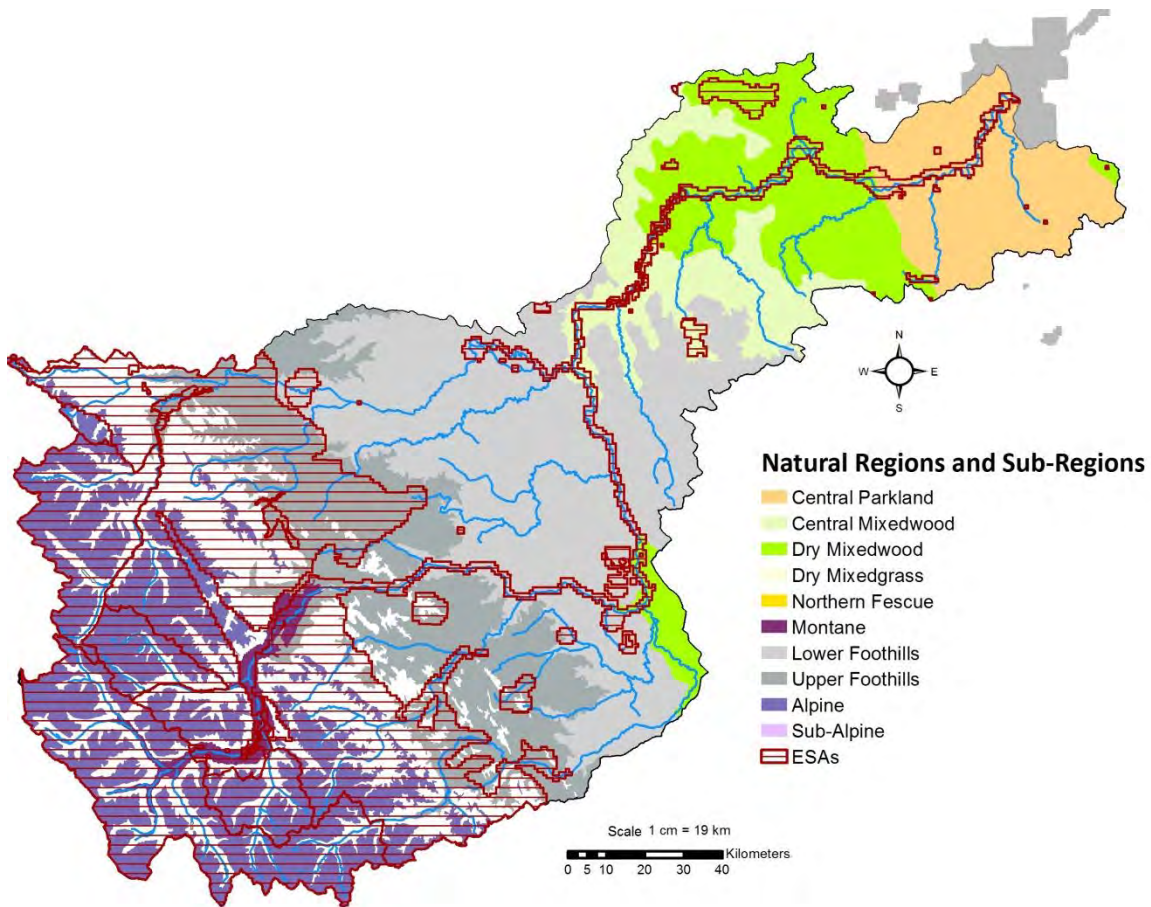 N
W E
S
Natural Regions and Sub-Regions
Central Parkland
Central Mixedwood
Dry Mixedwood
Dry Mixedgrass
Northern Fescue
Montane
Lower Foothills
Upper Foothills
Alpine
Sub-Alpine
ESAs
Scale 1 cm = 19 km
Kilometers
0 5 10 20 30 40